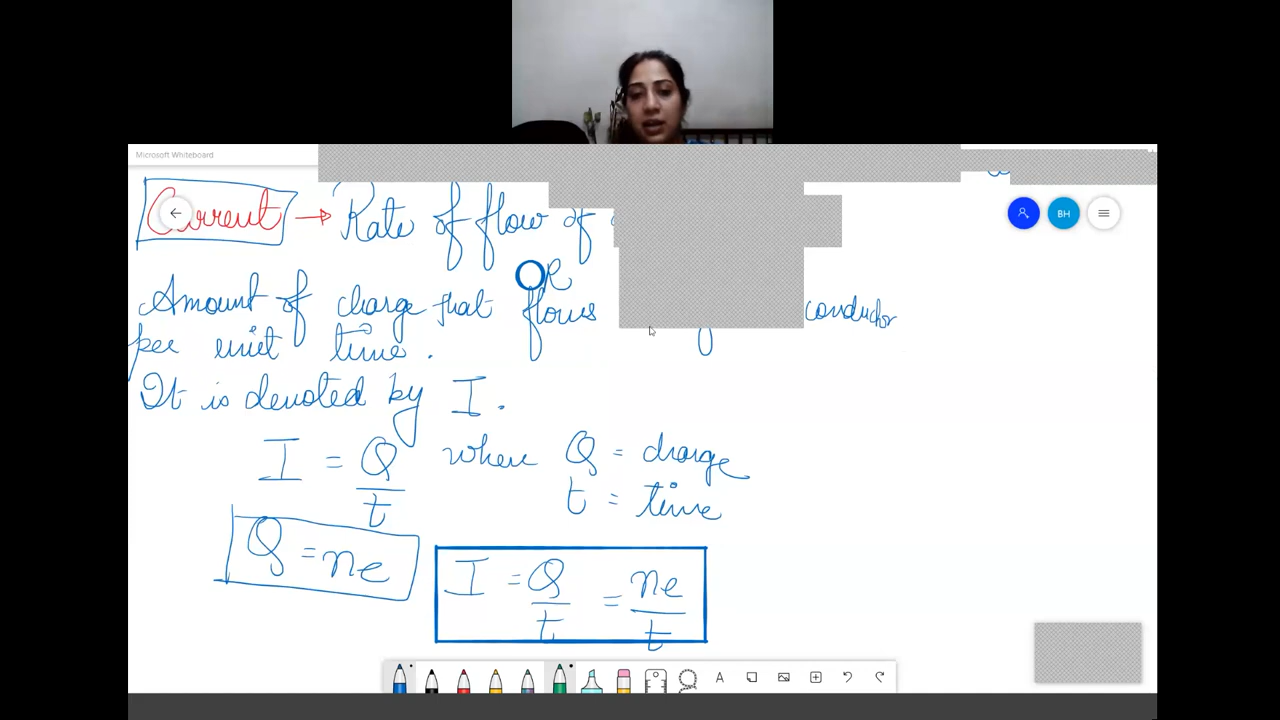 Microsoft Whiteboard
Current → Rate of flow of
OR
Amount of charge that flows conductor
per unit time.
It is denoted by I.
I = Q/t where Q = charge
t = time
Q = ne
I = Q/t = ne/t
BH
A